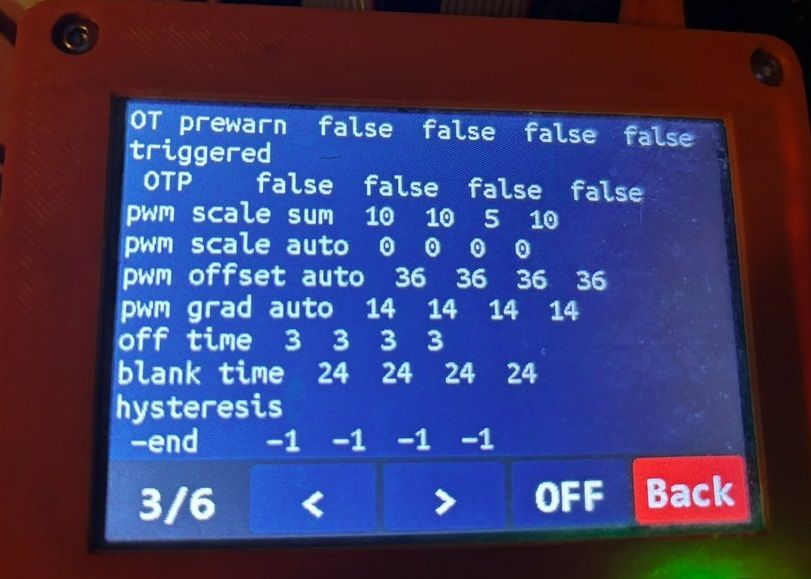 OT prewarn false false false false
triggered
OTP false false false false
pwm scale sum 10 10 5 10
pwm scale auto 0 0 0 0
pwm offset auto 36 36 36 36
pwm grad auto 14 14 14 14
off time 3 3 3 3
blank time 24 24 24 24
hysteresis
-end -1 -1 -1 -1
3/6 < > OFF Back